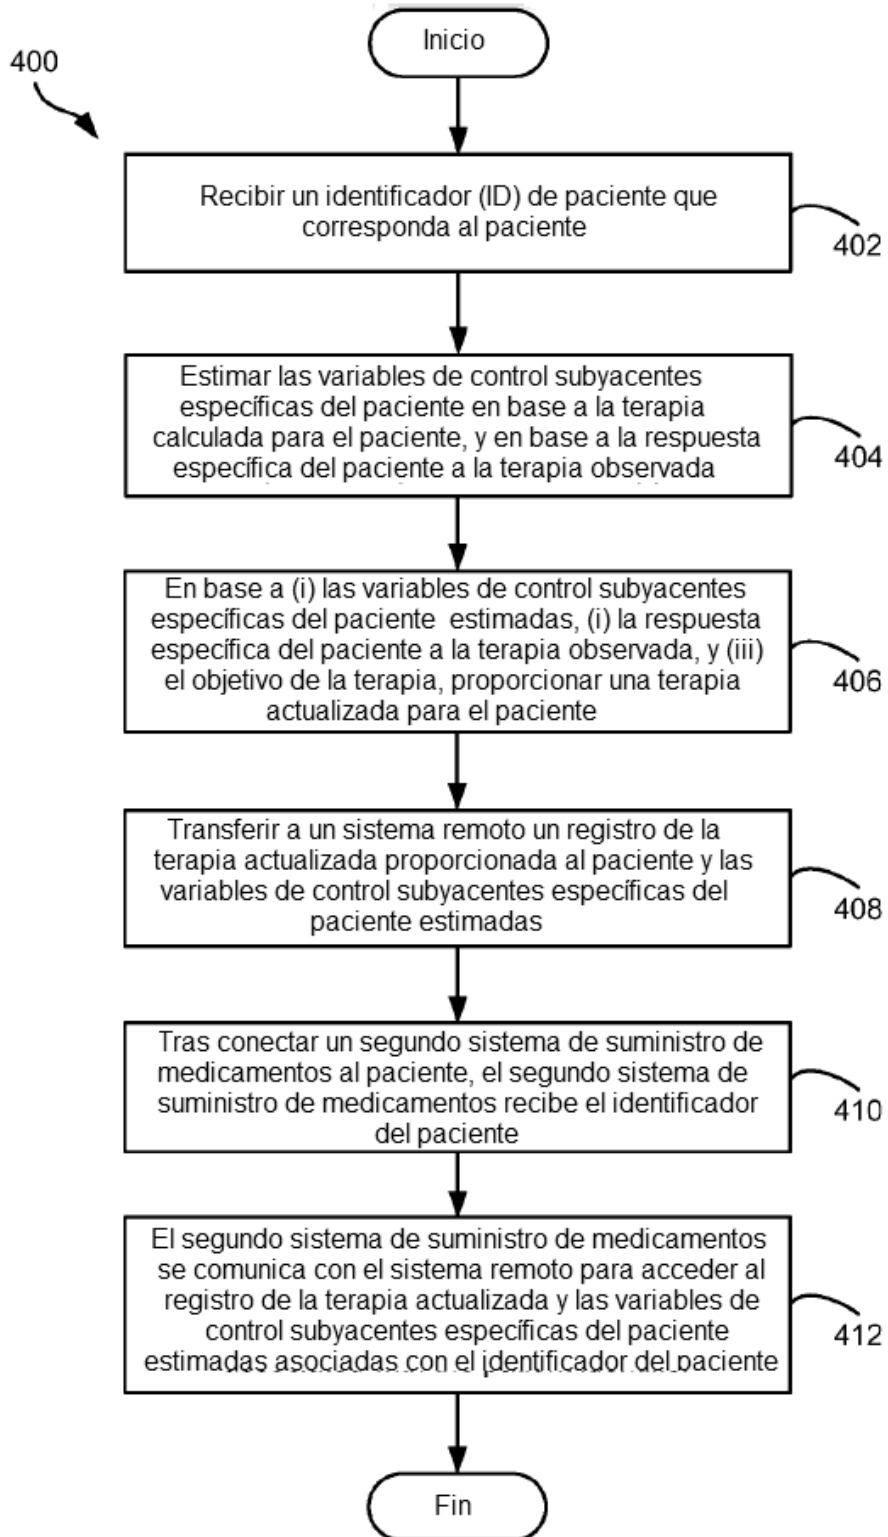 Inicio
400
Recibir un identificador (ID) de paciente que
corresponda al paciente
402
Estimar las variables de control subyacentes
específicas del paciente en base a la terapia
calculada para el paciente, y en base a la respuesta
específica del paciente a la terapia observada
404
En base a (i) las variables de control subyacentes
específicas del paciente estimadas, (i) la respuesta
específica del paciente a la terapia observada, y (iii)
el objetivo de la terapia, proporcionar una terapia
actualizada para el paciente
406
Transferir a un sistema remoto un registro de la
terapia actualizada proporcionada al paciente y las
variables de control subyacentes específicas del
paciente estimadas
408
Tras conectar un segundo sistema de suministro de
medicamentos al paciente, el segundo sistema de
suministro de medicamentos recibe el identificador
del paciente
410
El segundo sistema de suministro de medicamentos
se comunica con el sistema remoto para acceder al
registro de la terapia actualizada y las variables de
control subyacentes específicas del paciente
estimadas asociadas con el identificador del paciente
412
Fin